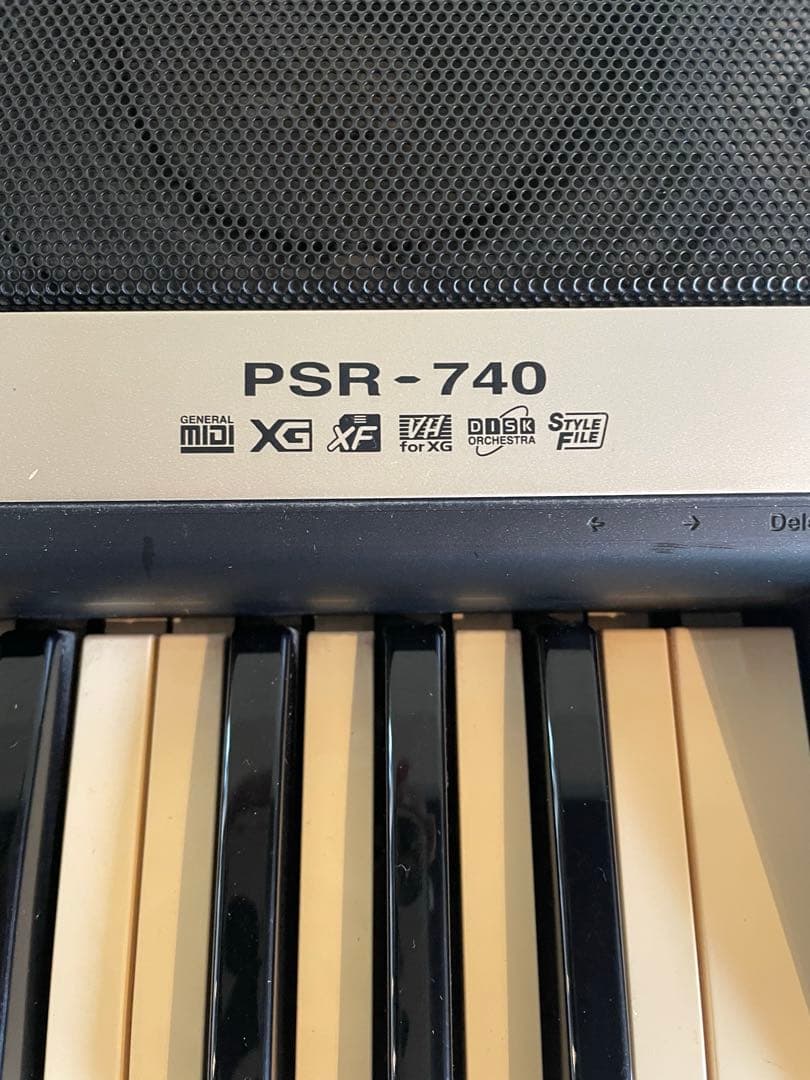 PSR-740
GENERAL MIDI XG XF VH for XG DISK ORCHESTRA STYLE FILE
← →